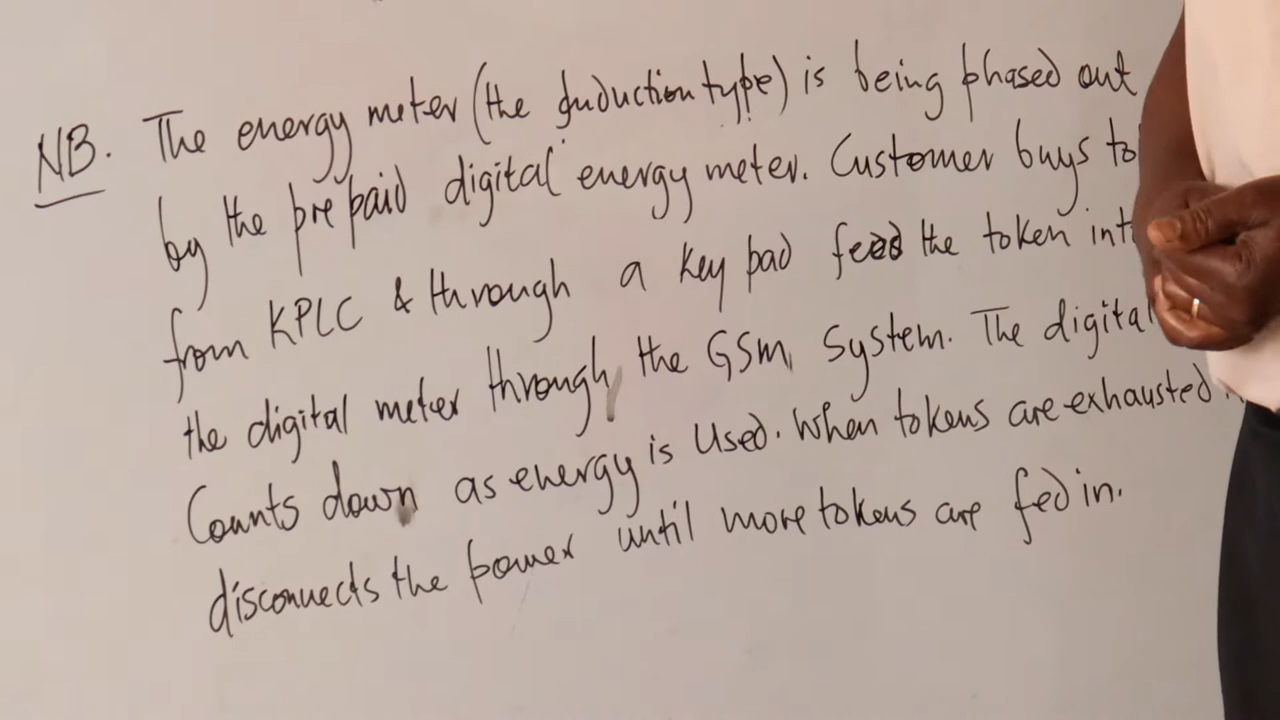 NB. The energy meter (the induction type) is being phased out
by the prepaid digital energy meter. Customer buys to
from KPLC & through a key pad feed the token int
the digital meter through the GSM system. The digital
Counts down as energy is used. When tokens are exhausted
disconnects the power until more tokens are fed in.